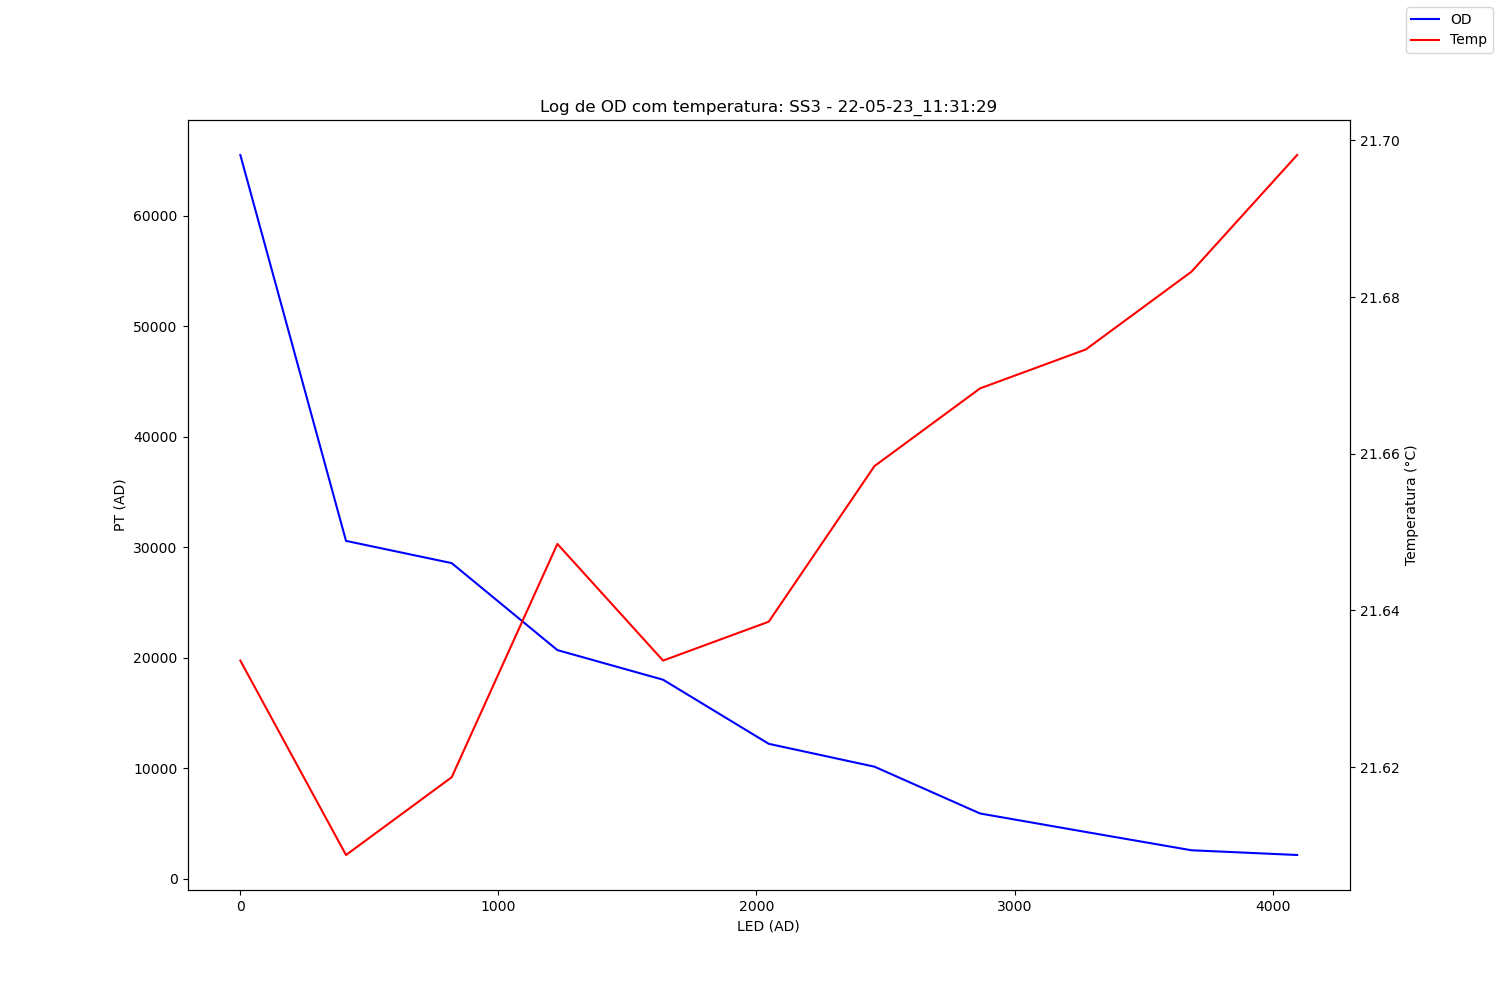 OD
Temp
Log de OD com temperatura: SS3 - 22-05-23_11:31:29
PT (AD)
60000
50000
40000
30000
20000
10000
0
0 1000 2000 3000 4000
LED (AD)
21.70
21.68
21.66
21.64
21.62
Temperatura (°C)